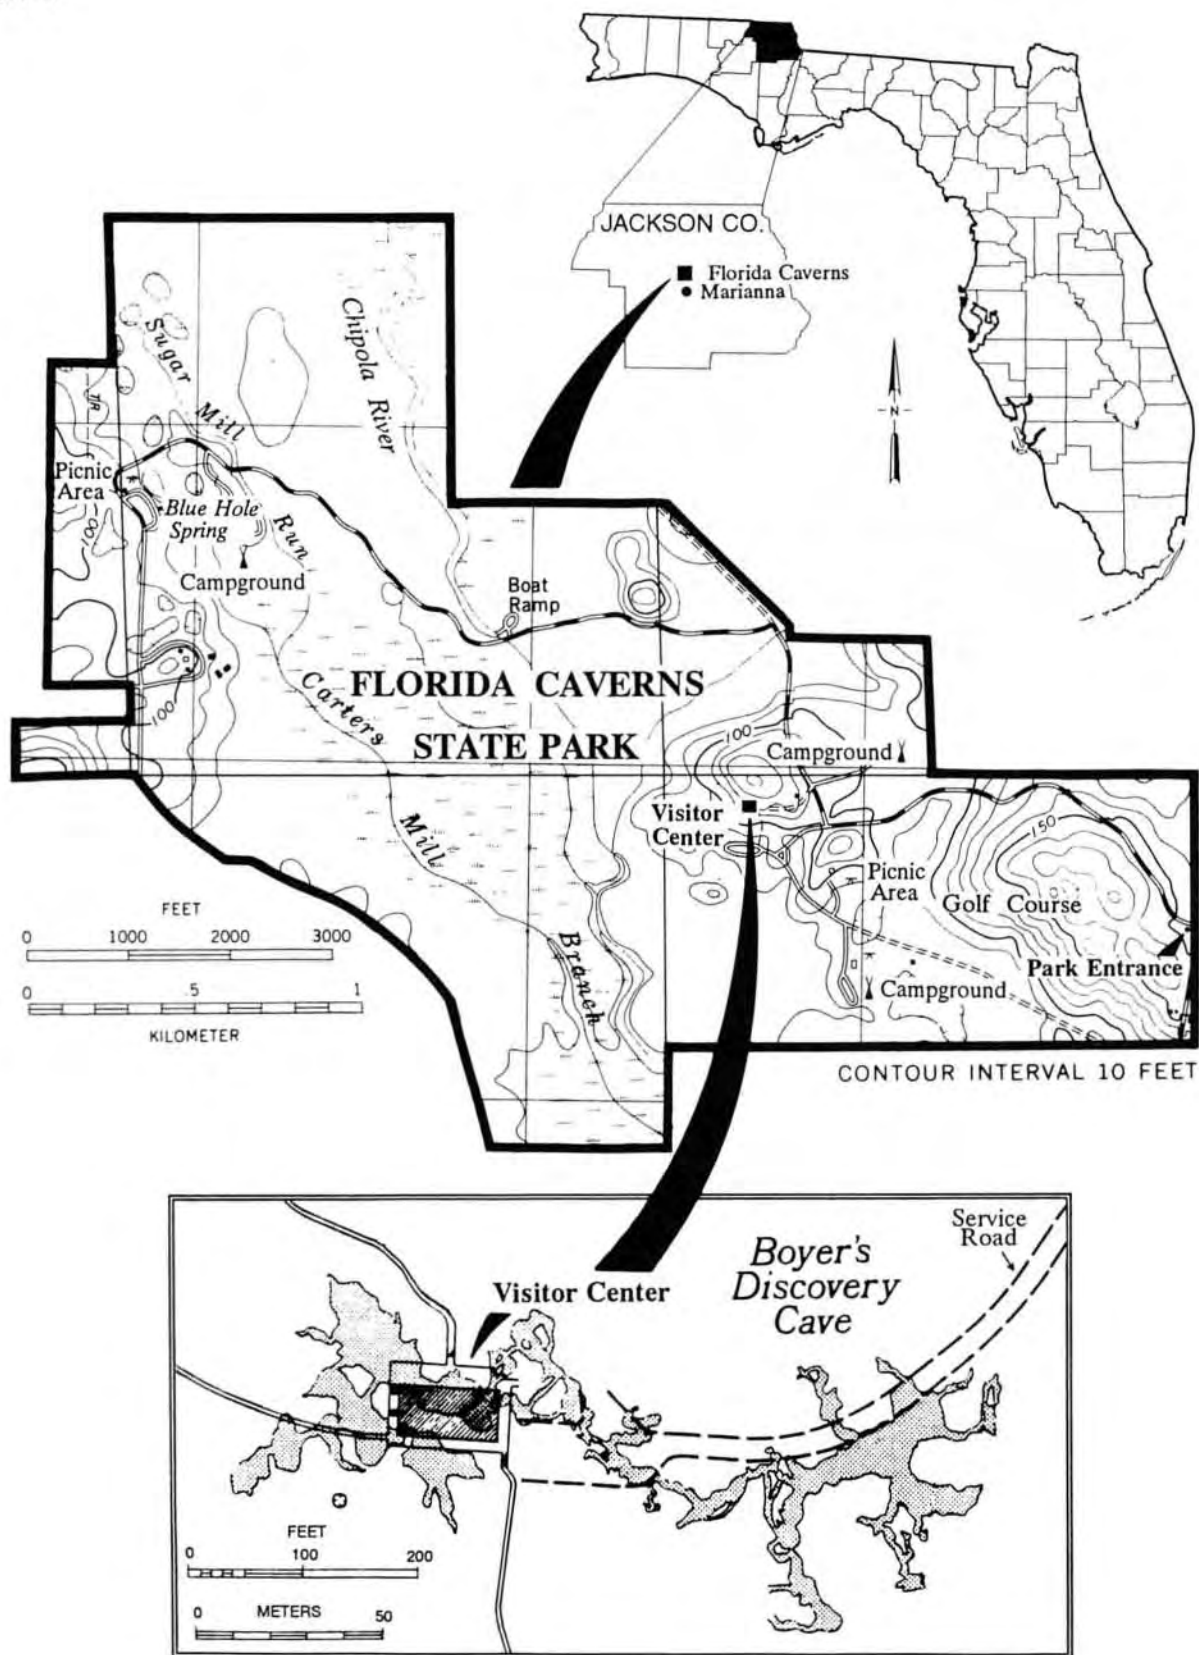 JACKSON CO.
Florida Caverns
Marianna
N
Sugar
Mill
Run
Chipola
River
Picnic
Area
Blue Hole
Spring
Campground
TR
100
Boat
Ramp
FLORIDA CAVERNS
STATE PARK
100
Carters
Mill
Branch
100
Campground
Visitor
Center
150
Picnic
Area
Golf Course
Park Entrance
Campground
FEET
0 1000 2000 3000
0 .5 1
KILOMETER
CONTOUR INTERVAL 10 FEET
Service
Road
Boyer's
Discovery
Cave
Visitor Center
FEET
0 100 200
0 METERS 50